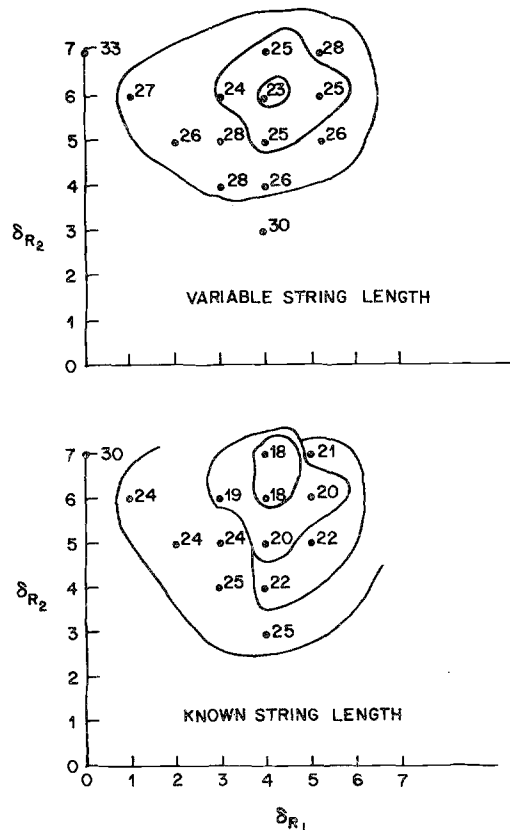 7 33 25 28
6 27 24 23 25
5 26 28 25 26
4 28 26
δR2
3 30
2
VARIABLE STRING LENGTH
1
0
7 30 18 21
6 24 19 18 20
5 24 24 20 22
4 25 22
δR2
3 25
2
KNOWN STRING LENGTH
1
0
0 1 2 3 4 5 6 7
δR1